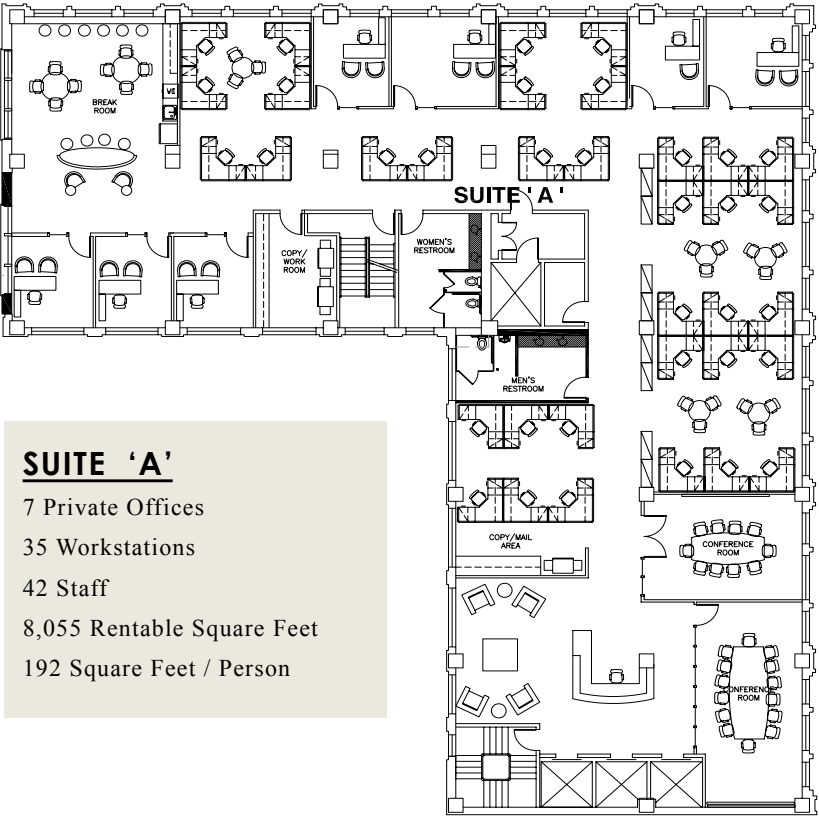 BREAK
ROOM
VE
SUITE 'A'
COPY/
WORK
ROOM
WOMEN'S
RESTROOM
MEN'S
RESTROOM
COPY/MAIL
AREA
CONFERENCE
ROOM
CONFERENCE
ROOM
SUITE 'A'
7 Private Offices
35 Workstations
42 Staff
8,055 Rentable Square Feet
192 Square Feet / Person